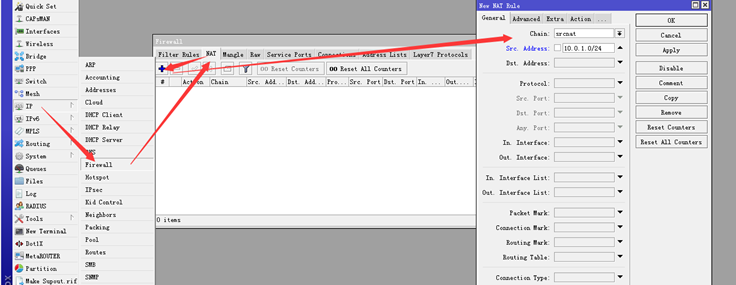 Quick Set
CAPsMAN
Interfaces
Wireless
Bridge
PPP
Switch
Mesh
IP
IPv6
MPLS
Routing
System
Queues
Files
Log
RADIUS
Tools
New Terminal
Dot1X
MetaROUTER
Partition
Make Supout.rif
ARP
Accounting
Addresses
Cloud
DHCP Client
DHCP Relay
DHCP Server
DNS
Firewall
Hotspot
IPsec
Kid Control
Neighbors
Packing
Pool
Routes
SMB
SNMP
Firewall
Filter Rules NAT Mangle Raw Service Ports Connections Address Lists Layer7 Protocols
00 Reset Counters 00 Reset All Counters
# Action Chain Src. Add... Dst. Add... Pro... Src. Port Dst. Port In. ... Out....
0 items
New NAT Rule
General Advanced Extra Action ...
Chain: srcnat
Src. Address: 10.0.1.0/24
Dst. Address:
Protocol:
Src. Port:
Dst. Port:
Any. Port:
In. Interface:
Out. Interface:
In. Interface List:
Out. Interface List:
Packet Mark:
Connection Mark:
Routing Mark:
Routing Table:
Connection Type:
OK
Cancel
Apply
Disable
Comment
Copy
Remove
Reset Counters
Reset All Counters